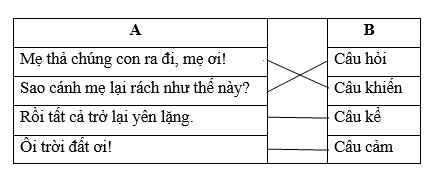 A B
Mẹ thả chúng con ra đi, mẹ ơi! Câu hỏi
Sao cánh mẹ lại rách như thế này? Câu khiến
Rồi tất cả trở lại yên lặng. Câu kể
Ôi trời đất ơi! Câu cảm